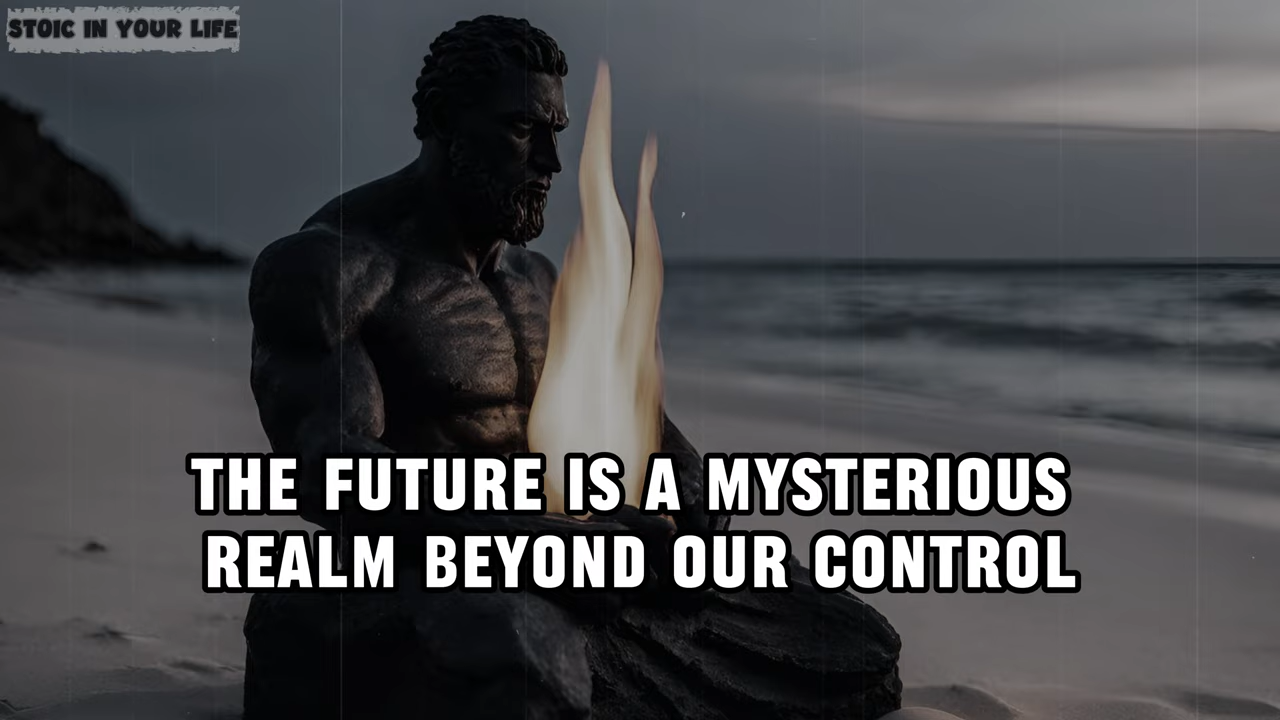 STOIC IN YOUR LIFE
THE FUTURE IS A MYSTERIOUS
REALM BEYOND OUR CONTROL